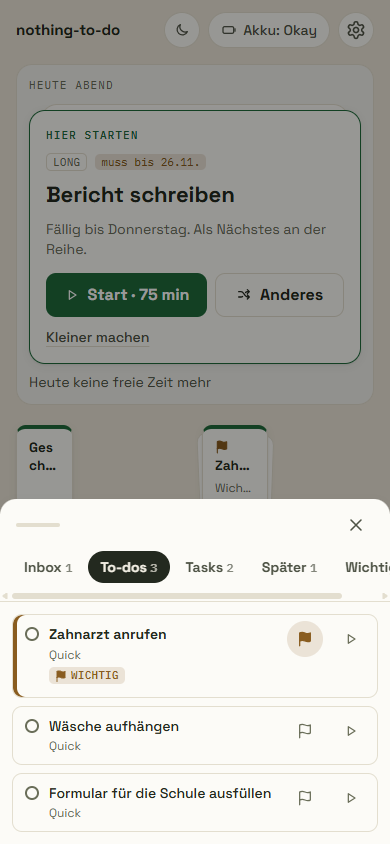 nothing-to-do
Akku: Okay
HEUTE ABEND
HIER STARTEN
LONG muss bis 26.11.
Bericht schreiben
Fällig bis Donnerstag. Als Nächstes an der
Reihe.
Start · 75 min
Anderes
Kleiner machen
Heute keine freie Zeit mehr
Ges
ch...
Zah...
Wich...
Inbox 1 To-dos 3 Tasks 2 Später 1 Wichti
Zahnarzt anrufen
Quick
WICHTIG
Wäsche aufhängen
Quick
Formular für die Schule ausfüllen
Quick